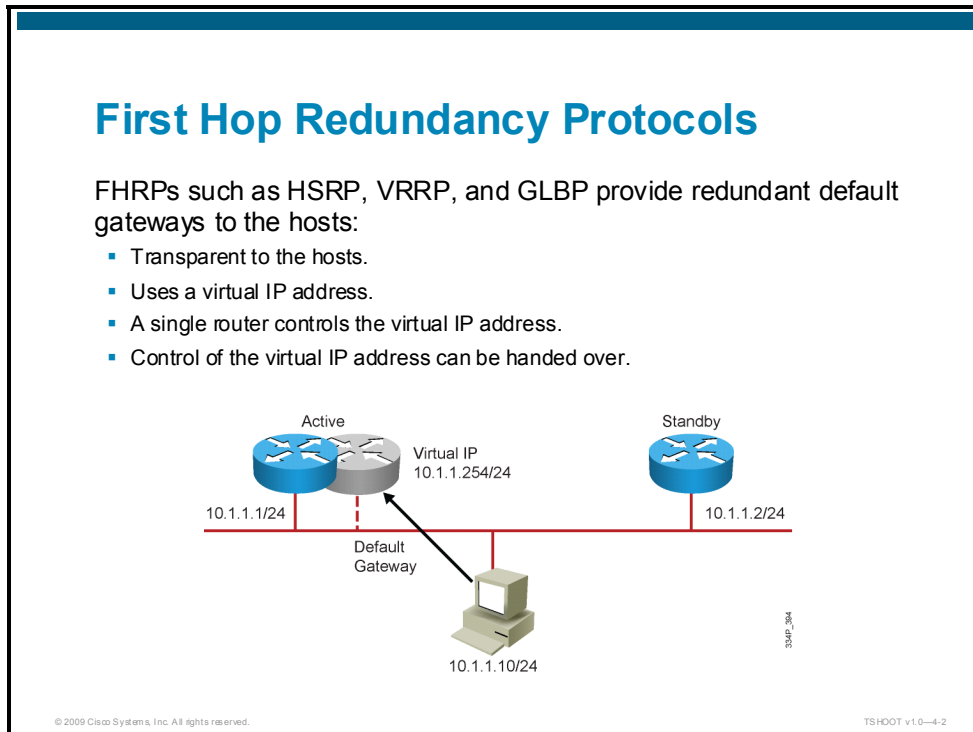 First Hop Redundancy Protocols
FHRPs such as HSRP, VRRP, and GLBP provide redundant default
gateways to the hosts:
▪ Transparent to the hosts.
▪ Uses a virtual IP address.
▪ A single router controls the virtual IP address.
▪ Control of the virtual IP address can be handed over.
Active
Standby
Virtual IP
10.1.1.254/24
10.1.1.1/24
10.1.1.2/24
Default
Gateway
10.1.1.10/24
334P_394
© 2009 Cisco Systems, Inc. All rights reserved.
TSHOOT v1.0—4-2